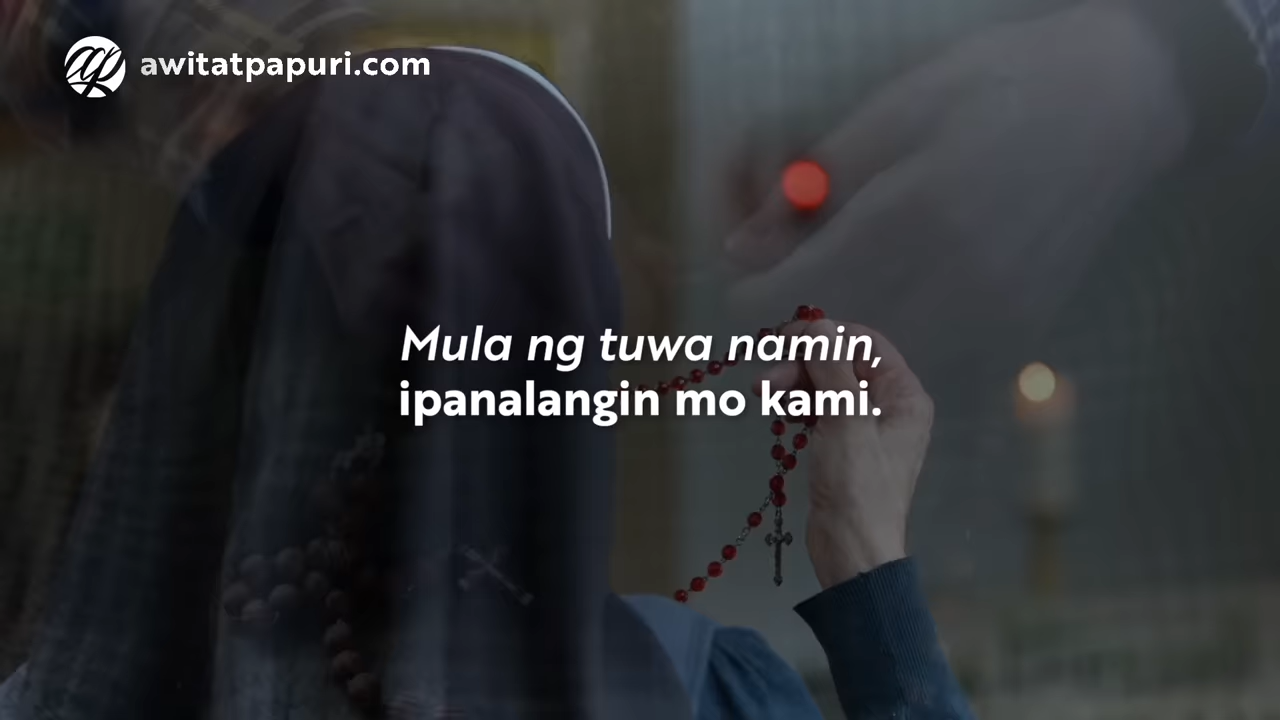 awitatpapuri.com
Mula ng tuwa namin,
ipanalangin mo kami.